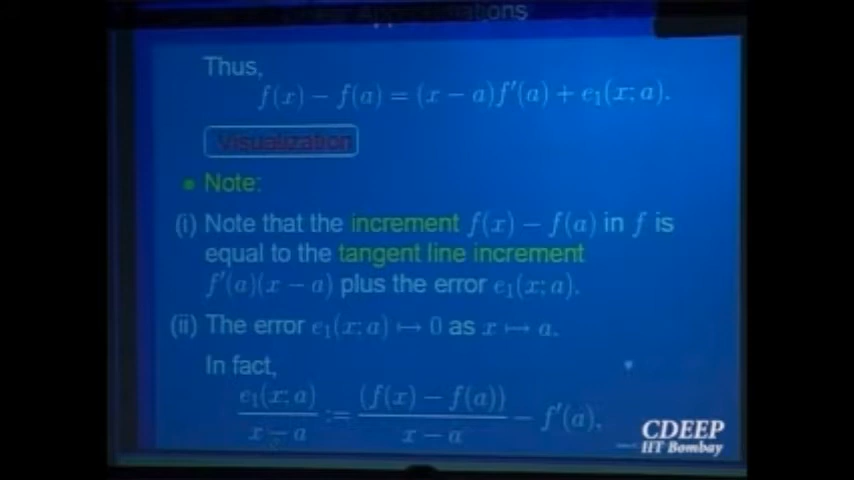 Approximations
Thus,
f(x) − f(a) = (x − a)f′(a) + e₁(x; a).
Visualization
• Note:
(i) Note that the increment f(x) − f(a) in f is
equal to the tangent line increment
f′(a)(x − a) plus the error e₁(x; a).
(ii) The error e₁(x; a) ↦ 0 as x ↦ a.
In fact,
e₁(x; a)/(x − a) := (f(x) − f(a))/(x − a) − f′(a),
CDEEP
IIT Bombay